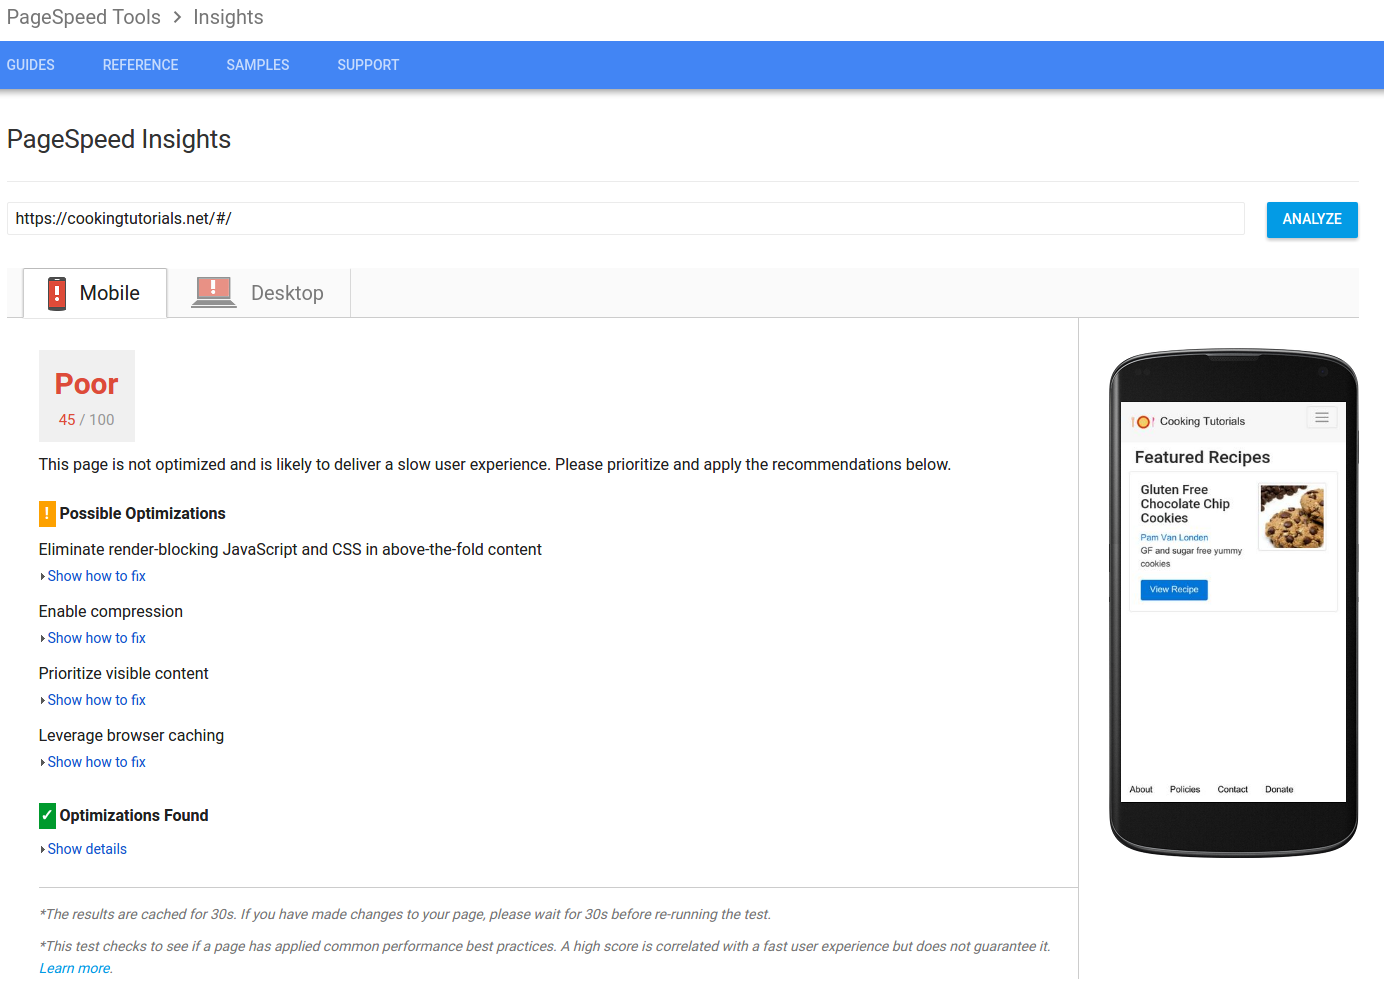 PageSpeed Tools > Insights
GUIDES REFERENCE SAMPLES SUPPORT
PageSpeed Insights
https://cookingtutorials.net/#/
ANALYZE
! Mobile
! Desktop
Poor
45 / 100
This page is not optimized and is likely to deliver a slow user experience. Please prioritize and apply the recommendations below.
! Possible Optimizations
Eliminate render-blocking JavaScript and CSS in above-the-fold content
Show how to fix
Enable compression
Show how to fix
Prioritize visible content
Show how to fix
Leverage browser caching
Show how to fix
✓ Optimizations Found
Show details
*The results are cached for 30s. If you have made changes to your page, please wait for 30s before re-running the test.
*This test checks to see if a page has applied common performance best practices. A high score is correlated with a fast user experience but does not guarantee it.
Learn more.
Cooking Tutorials
Featured Recipes
Gluten Free
Chocolate Chip
Cookies
Pam Van Londen
GF and sugar free yummy
cookies
View Recipe
About Policies Contact Donate